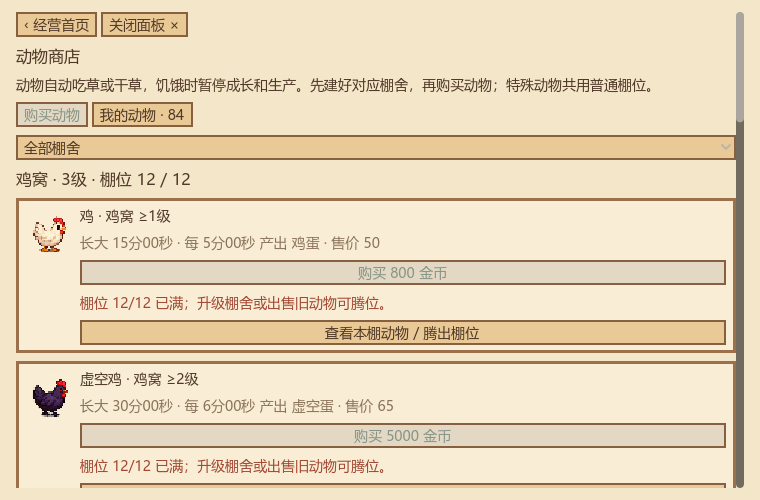 ‹ 经营首页 关闭面板 ×
动物商店
动物自动吃草或干草，饥饿时暂停成长和生产。先建好对应棚舍，再购买动物；特殊动物共用普通棚位。
购买动物 我的动物 · 84
全部棚舍
鸡窝 · 3级 · 棚位 12 / 12
鸡 · 鸡窝 ≥1级
长大 15分00秒 · 每 5分00秒 产出 鸡蛋 · 售价 50
购买 800 金币
棚位 12/12 已满；升级棚舍或出售旧动物可腾位。
查看本棚动物 / 腾出棚位
虚空鸡 · 鸡窝 ≥2级
长大 30分00秒 · 每 6分00秒 产出 虚空蛋 · 售价 65
购买 5000 金币
棚位 12/12 已满；升级棚舍或出售旧动物可腾位。